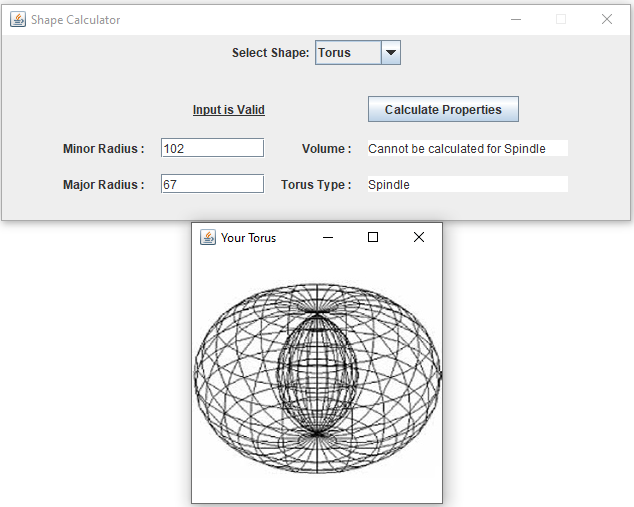 Shape Calculator
Select Shape: Torus
Input is Valid
Calculate Properties
Minor Radius : 102
Volume : Cannot be calculated for Spindle
Major Radius : 67
Torus Type : Spindle
Your Torus